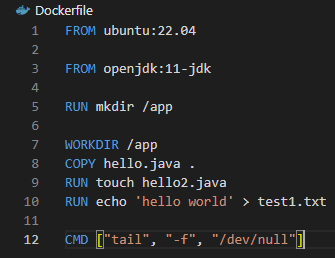 Dockerfile
1 FROM ubuntu:22.04
2
3 FROM openjdk:11-jdk
4
5 RUN mkdir /app
6
7 WORKDIR /app
8 COPY hello.java .
9 RUN touch hello2.java
10 RUN echo 'hello world' > test1.txt
11
12 CMD ["tail", "-f", "/dev/null"]